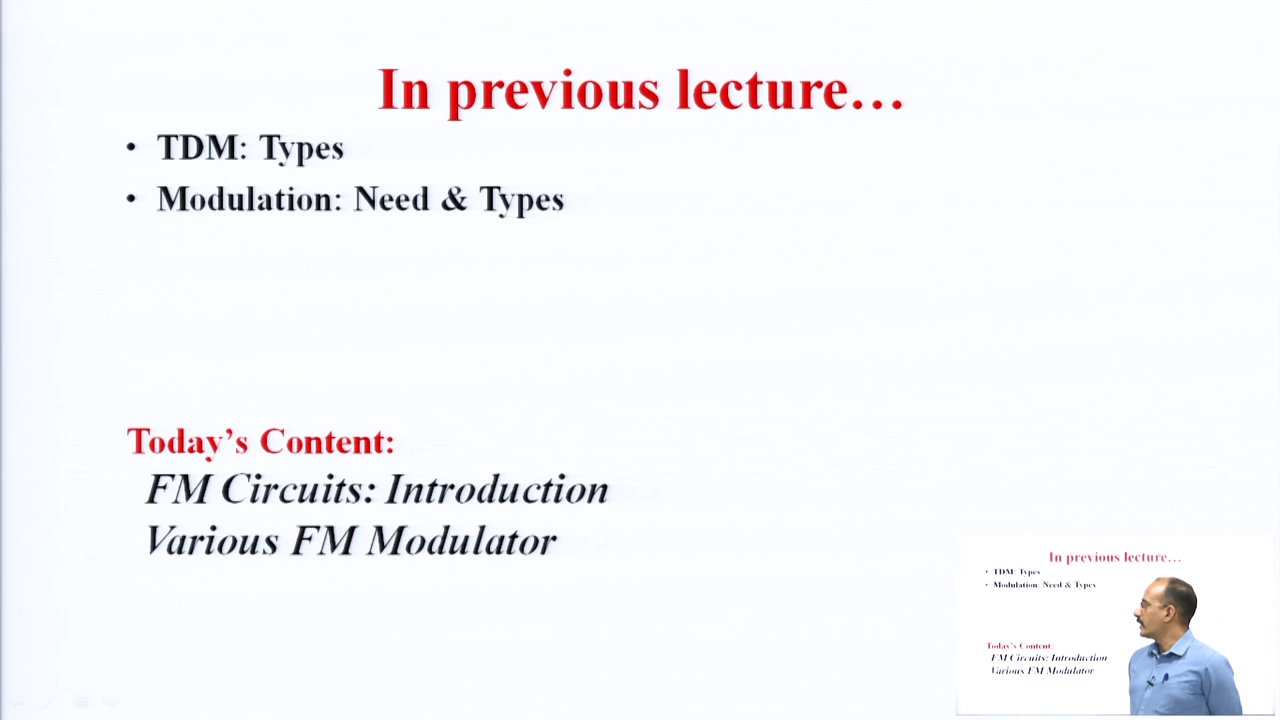 In previous lecture…
• TDM: Types
• Modulation: Need & Types
Today’s Content:
FM Circuits: Introduction
Various FM Modulator
In previous lecture…
• TDM: Types
• Modulation: Need & Types
Today’s Content:
FM Circuits: Introduction
Various FM Modulator